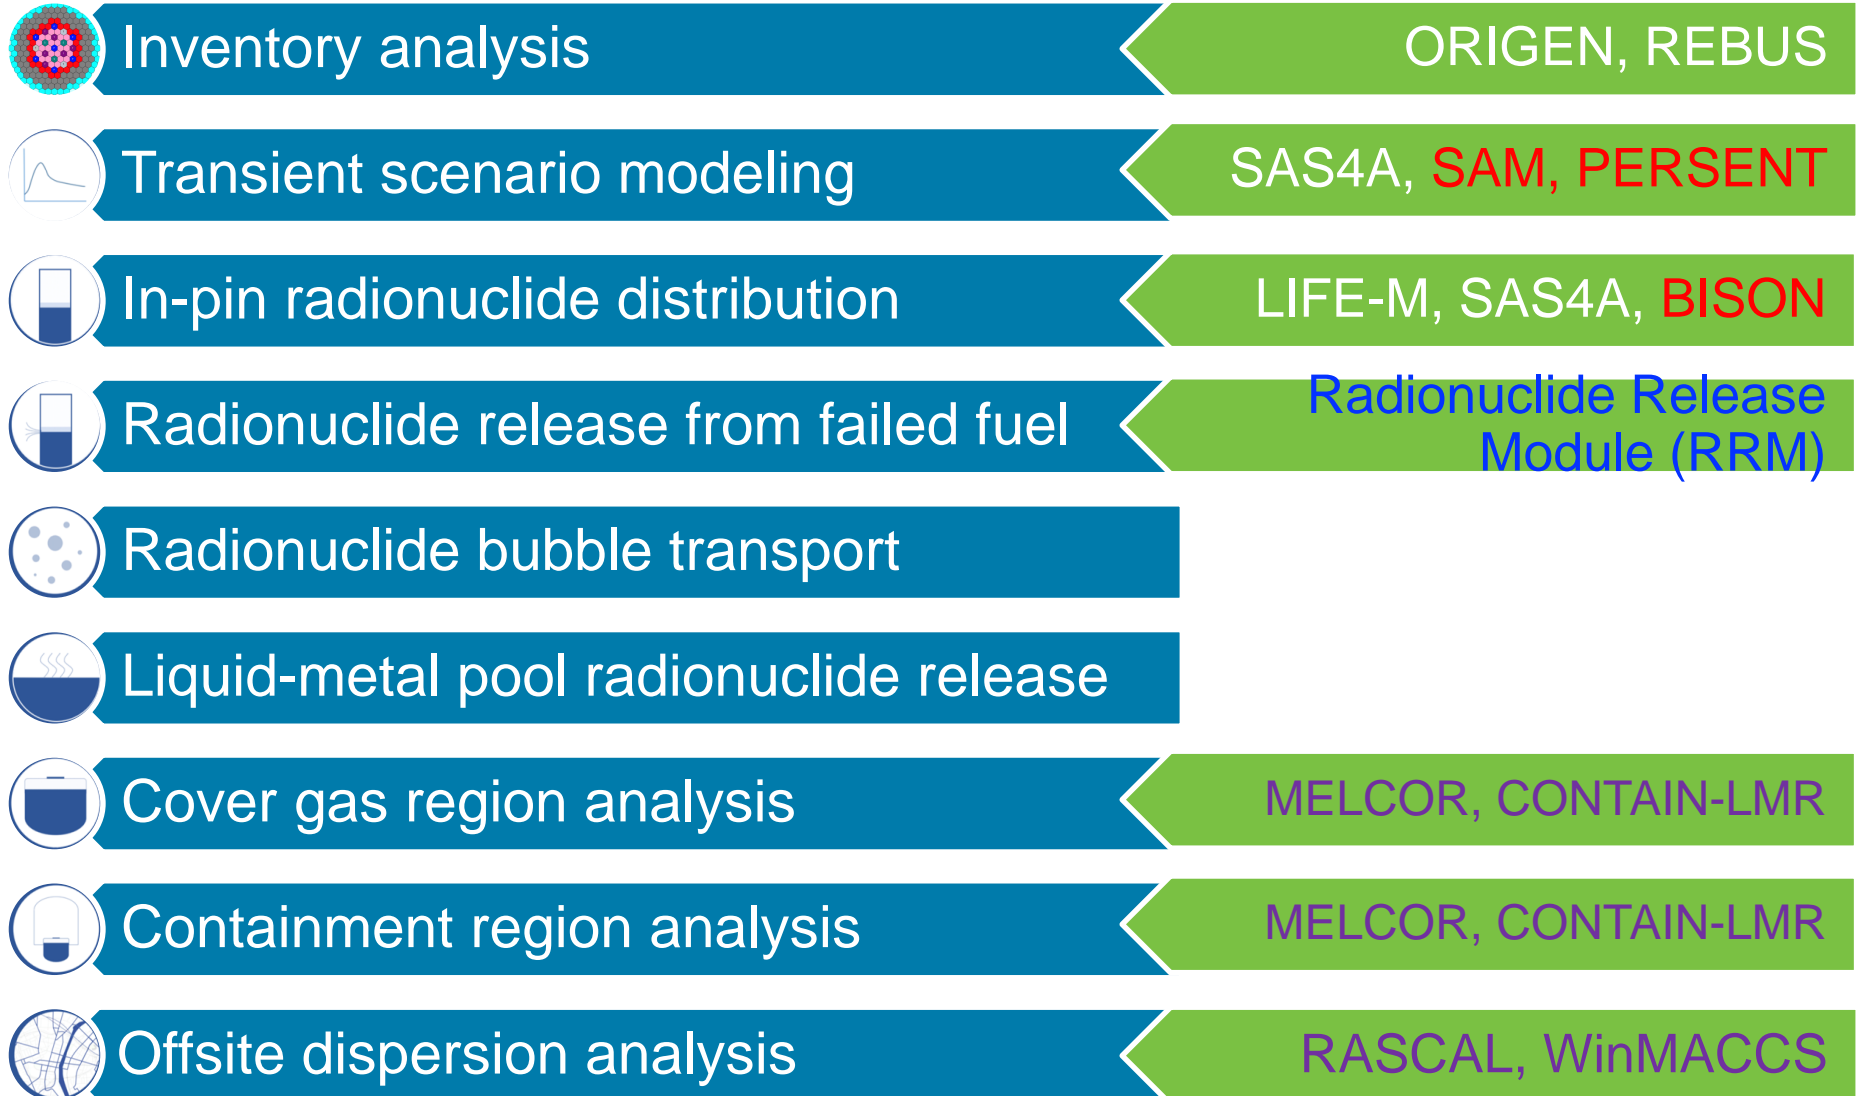 Inventory analysis
ORIGEN, REBUS
Transient scenario modeling
SAS4A, SAM, PERSENT
In-pin radionuclide distribution
LIFE-M, SAS4A, BISON
Radionuclide release from failed fuel
Radionuclide Release
Module (RRM)
Radionuclide bubble transport
Liquid-metal pool radionuclide release
Cover gas region analysis
MELCOR, CONTAIN-LMR
Containment region analysis
MELCOR, CONTAIN-LMR
Offsite dispersion analysis
RASCAL, WinMACCS